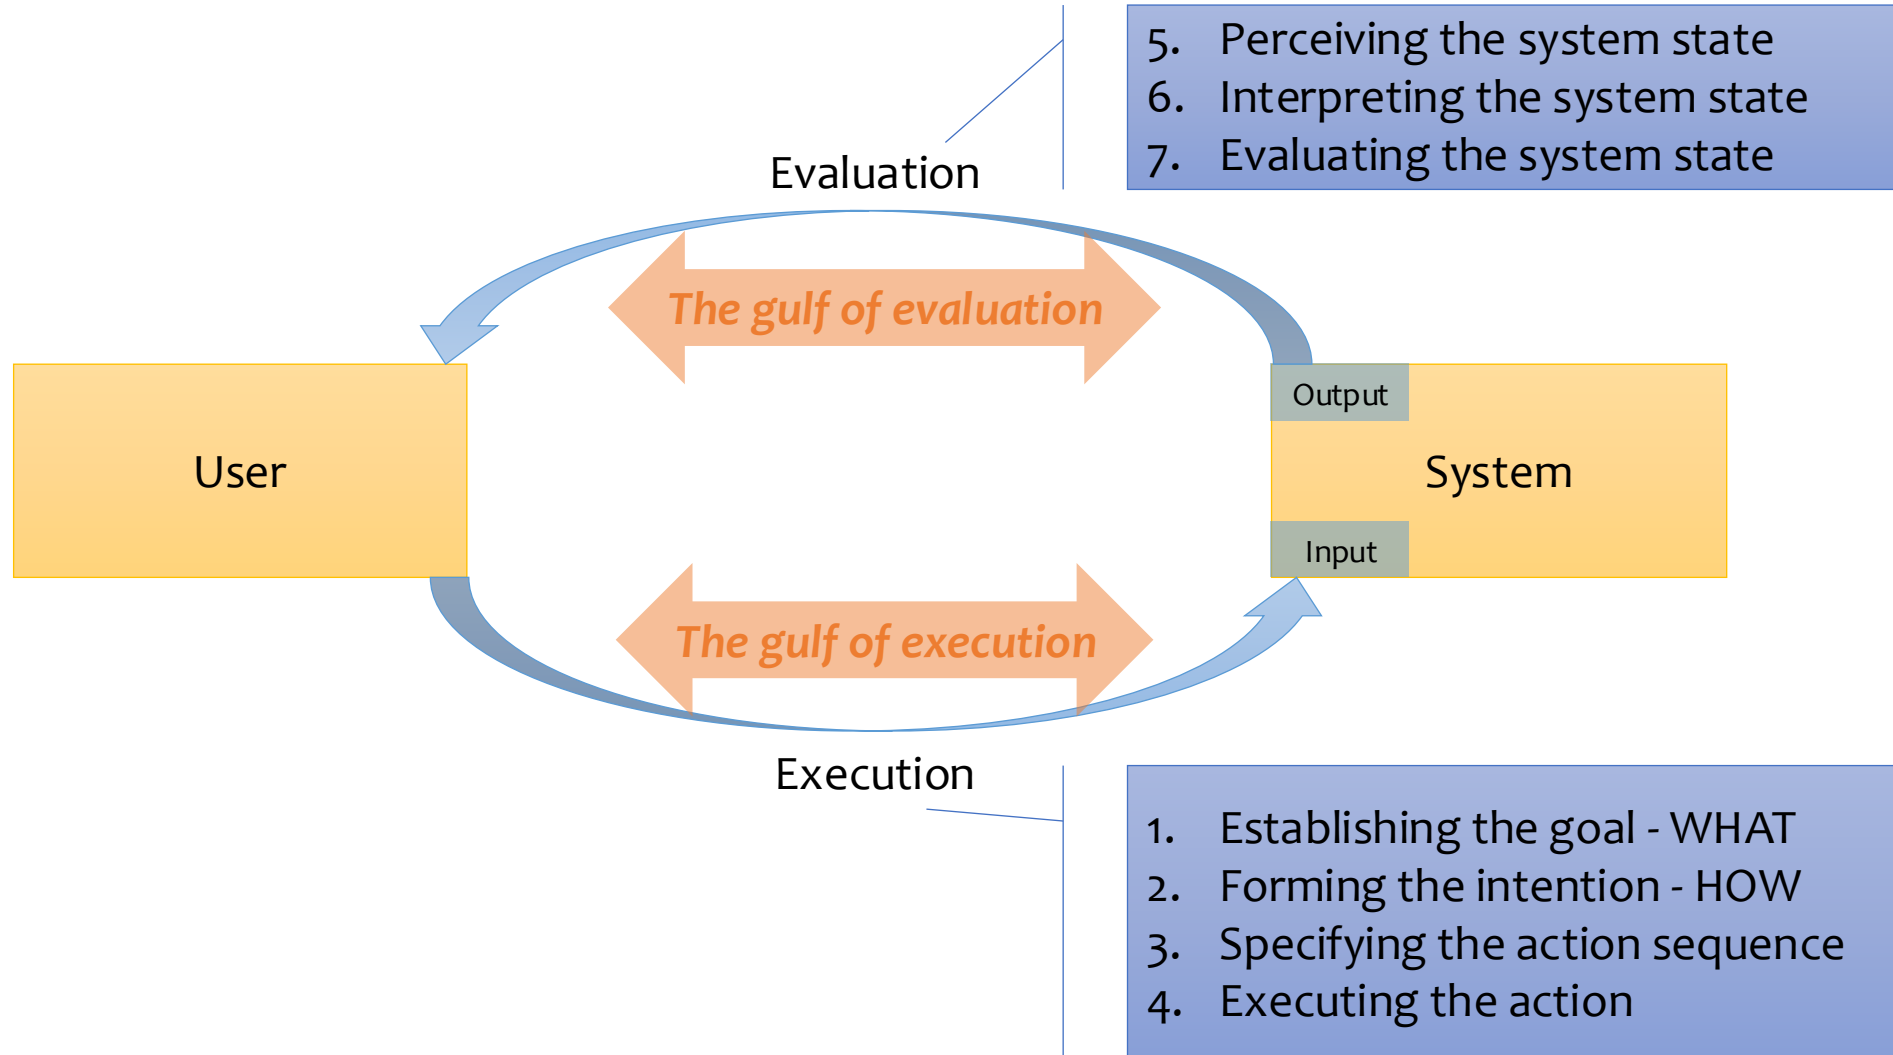 5. Perceiving the system state
6. Interpreting the system state
7. Evaluating the system state
Evaluation
The gulf of evaluation
Output
User
System
Input
The gulf of execution
Execution
1. Establishing the goal - WHAT
2. Forming the intention - HOW
3. Specifying the action sequence
4. Executing the action